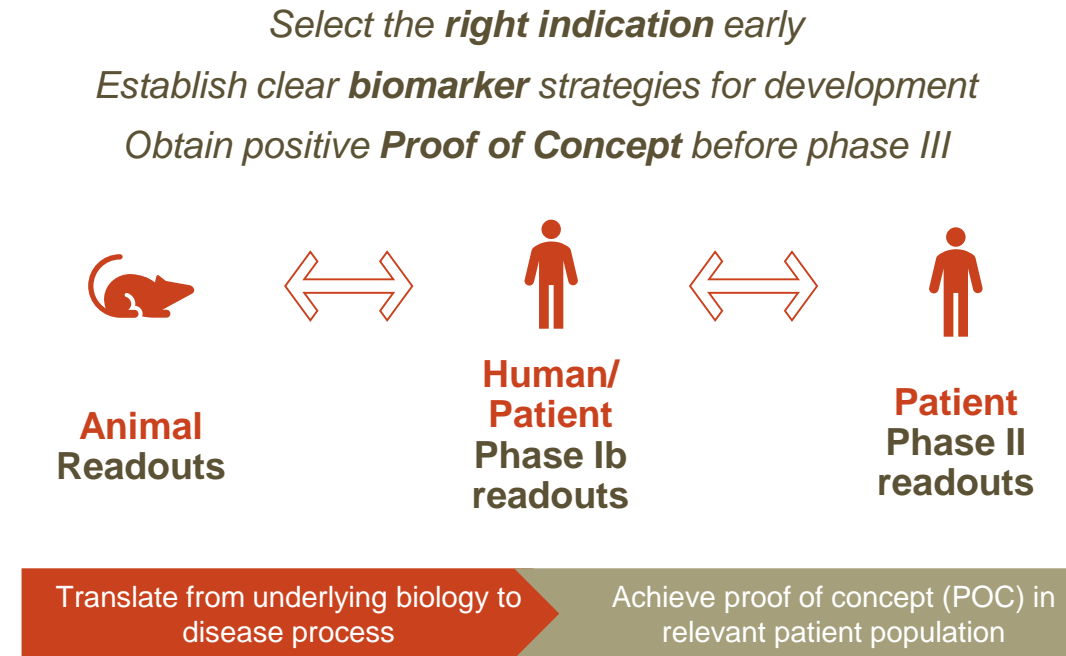 Select the right indication early
Establish clear biomarker strategies for development
Obtain positive Proof of Concept before phase III
Animal
Readouts
Human/
Patient
Phase Ib
readouts
Patient
Phase II
readouts
Translate from underlying biology to
disease process
Achieve proof of concept (POC) in
relevant patient population